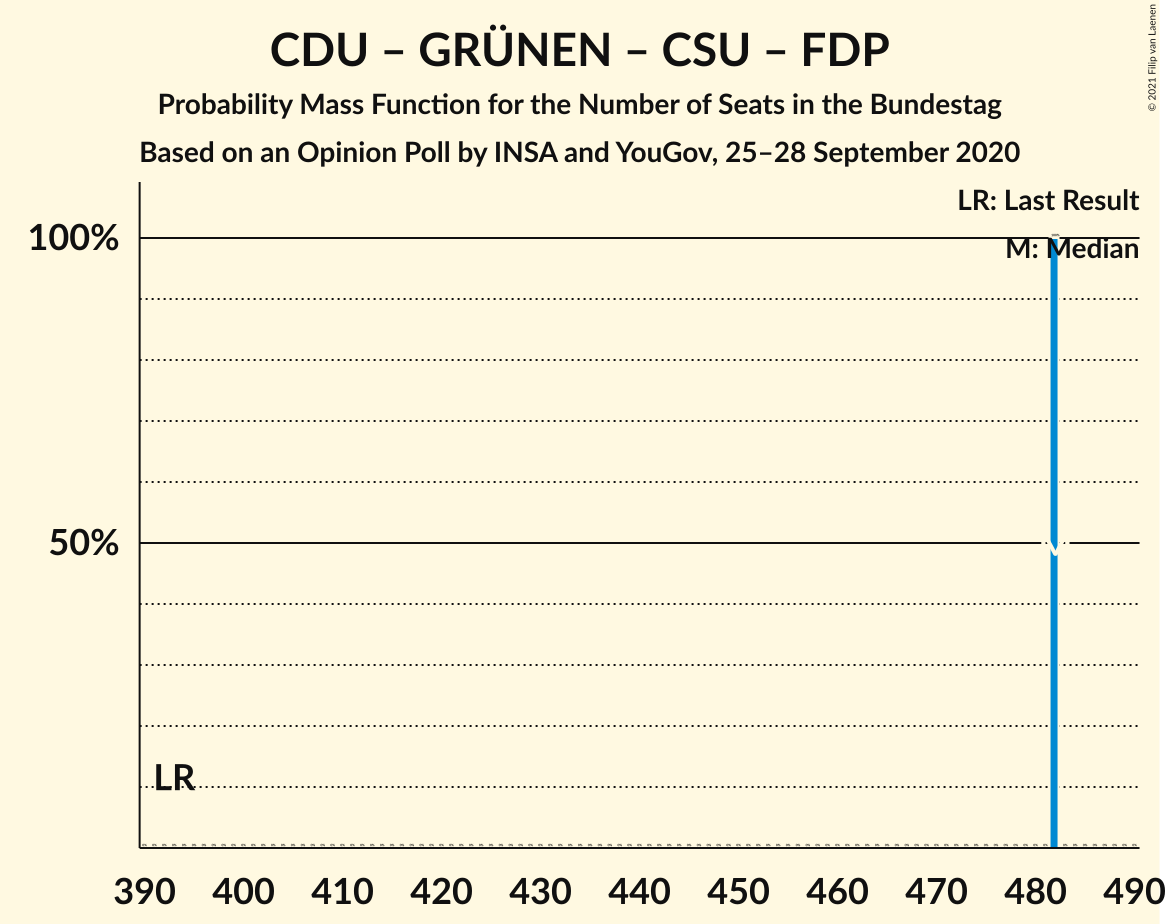 CDU – GRÜNEN – CSU – FDP
Probability Mass Function for the Number of Seats in the Bundestag
Based on an Opinion Poll by INSA and YouGov, 25–28 September 2020
© 2021 Filip van Laenen
LR: Last Result
M: Median
100%
50%
M
LR
390 400 410 420 430 440 450 460 470 480 490